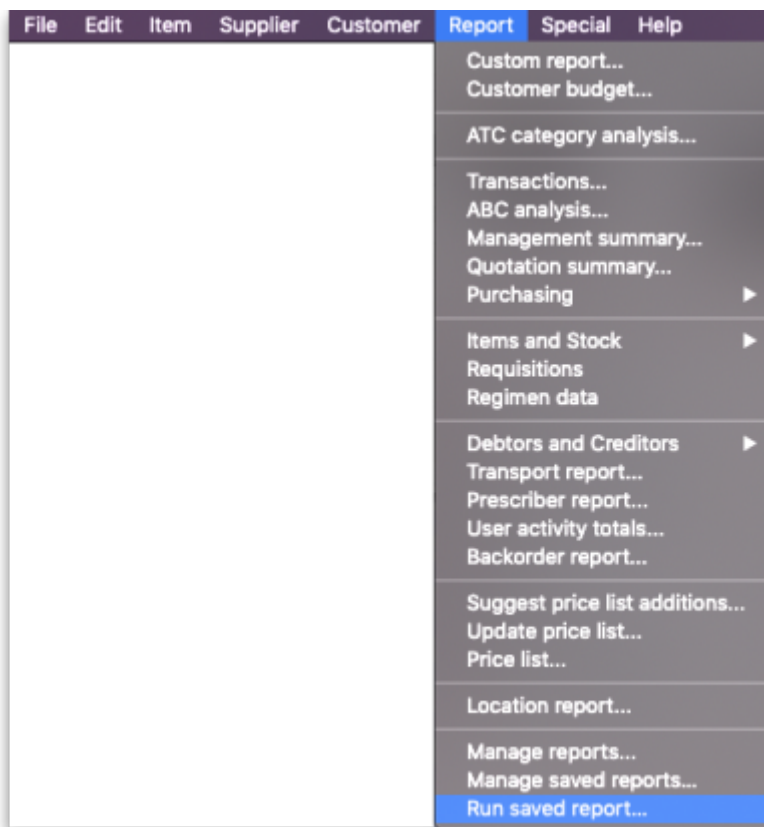 File Edit Item Supplier Customer Report Special Help
Custom report...
Customer budget...
ATC category analysis...
Transactions...
ABC analysis...
Management summary...
Quotation summary...
Purchasing
Items and Stock
Requisitions
Regimen data
Debtors and Creditors
Transport report...
Prescriber report...
User activity totals...
Backorder report...
Suggest price list additions...
Update price list...
Price list...
Location report...
Manage reports...
Manage saved reports...
Run saved report...